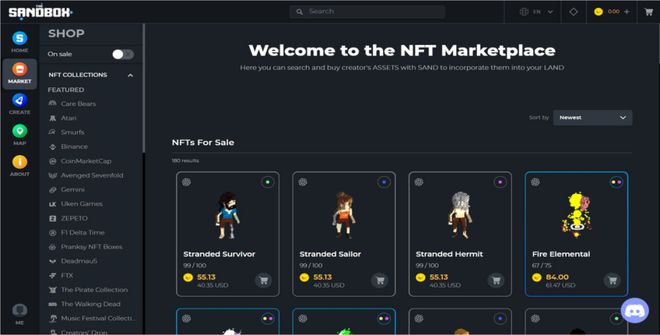 THE
SANDBOX
Search
EN
0.00 +
HOME
MARKET
CREATE
MAP
ABOUT
ME
SHOP
On sale
NFT COLLECTIONS
FEATURED
Care Bears
Atari
Smurfs
Binance
CoinMarketCap
Avenged Sevenfold
Gemini
Uken Games
ZEPETO
F1 Delta Time
Pranksy NFT Boxes
Deadmau5
FTX
The Pirate Collection
The Walking Dead
Music Festival Collecti...
Creators' Drop
Welcome to the NFT Marketplace
Here you can search and buy creator's ASSETS with SAND to incorporate them into your LAND
Sort by Newest
NFTs For Sale
180 results
Stranded Survivor
99 / 100
55.13
40.35 USD
Stranded Sailor
99 / 100
55.13
40.35 USD
Stranded Hermit
99 / 100
55.13
40.35 USD
Fire Elemental
67 / 75
84.00
61.47 USD